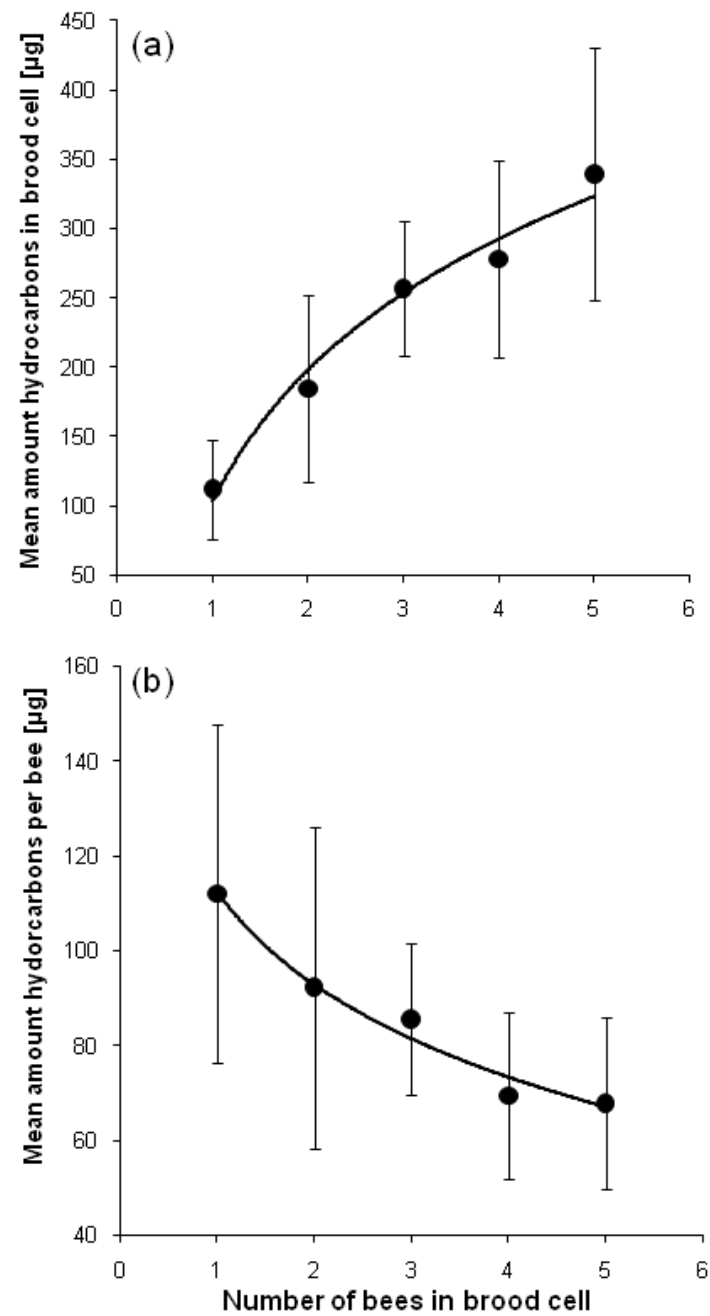 (a)
Mean amount hydrocarbons in brood cell [µg]
450
400
350
300
250
200
150
100
50
0 1 2 3 4 5 6
(b)
Mean amount hydorcarbons per bee [µg]
160
140
120
100
80
60
40
0 1 2 3 4 5 6
Number of bees in brood cell